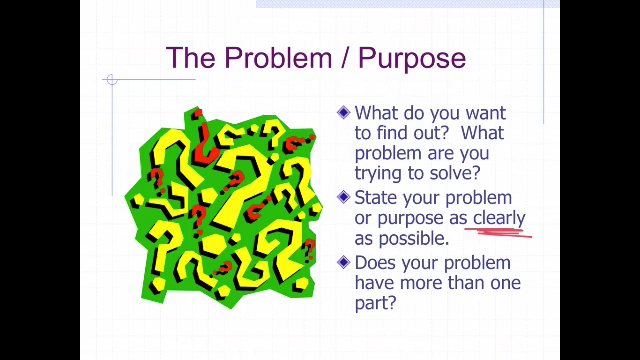 The Problem / Purpose
What do you want
to find out?  What
problem are you
trying to solve?
State your problem
or purpose as clearly
as possible.
Does your problem
have more than one
part?